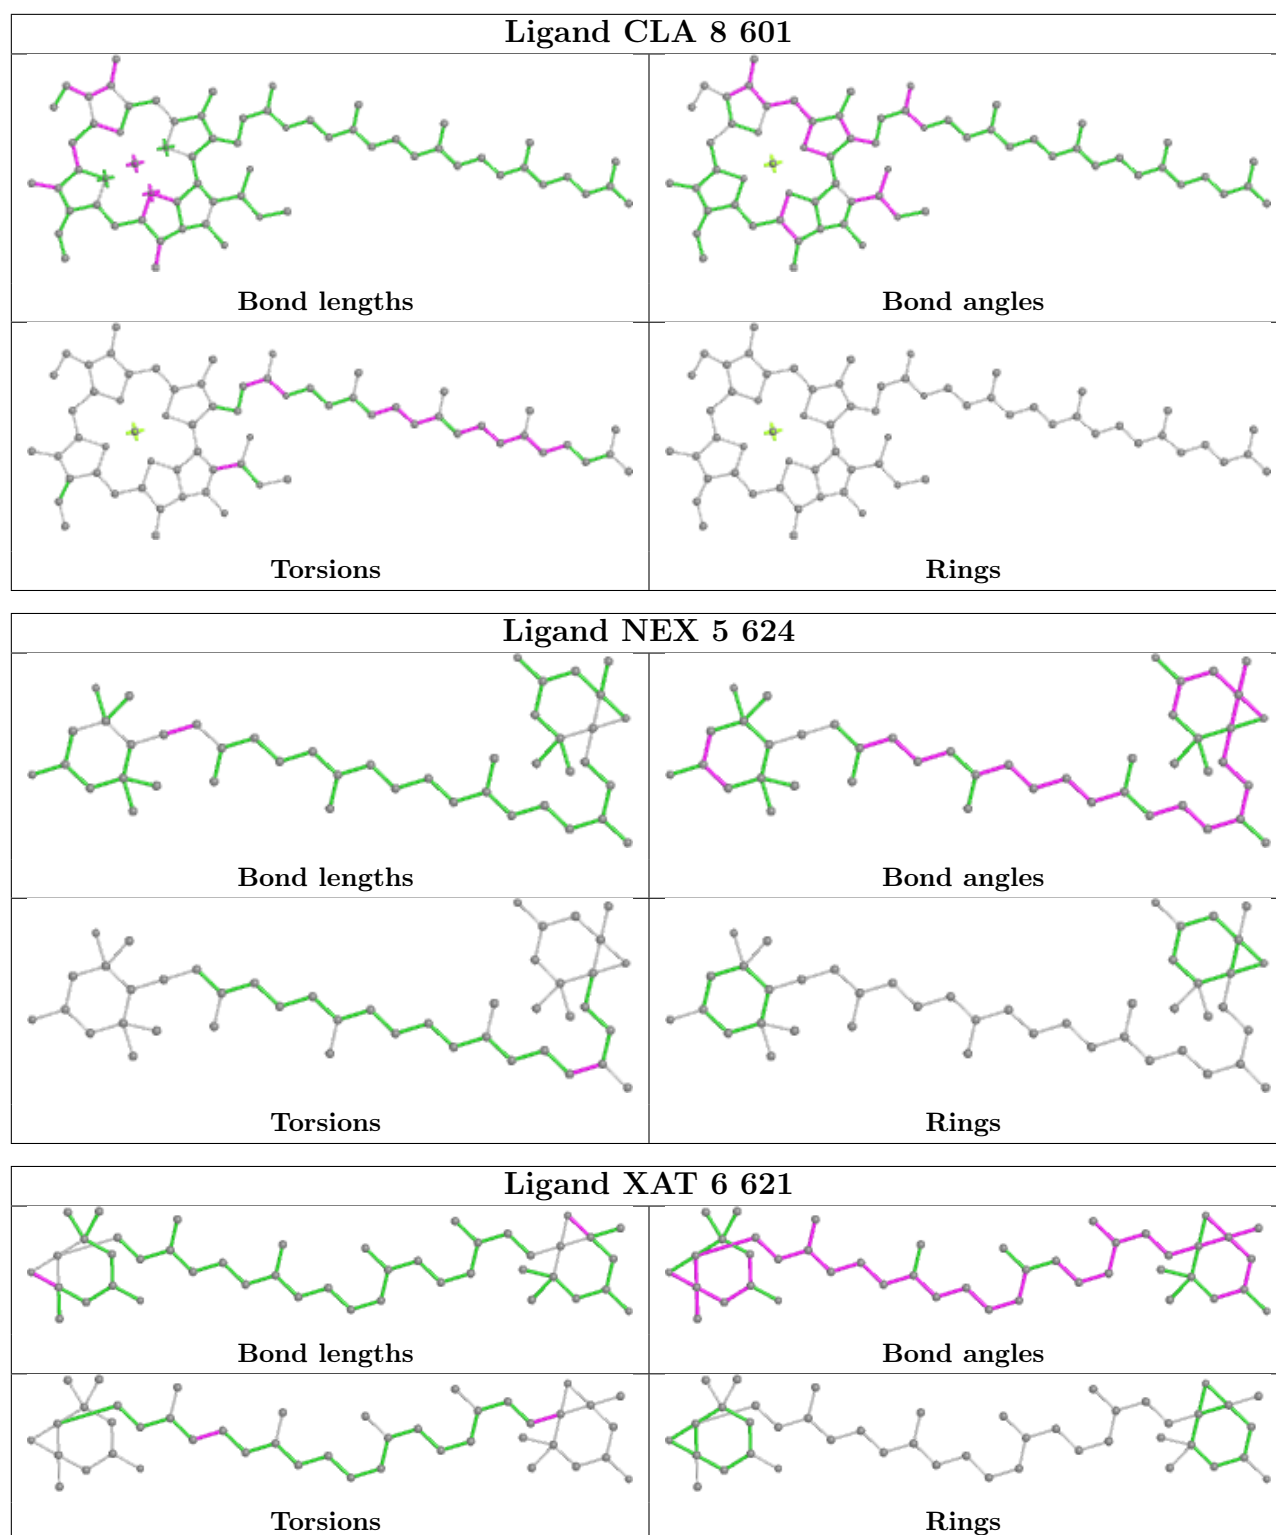 Ligand CLA 8 601
Bond lengths
Bond angles
Torsions
Rings
Ligand NEX 5 624
Bond lengths
Bond angles
Torsions
Rings
Ligand XAT 6 621
Bond lengths
Bond angles
Torsions
Rings